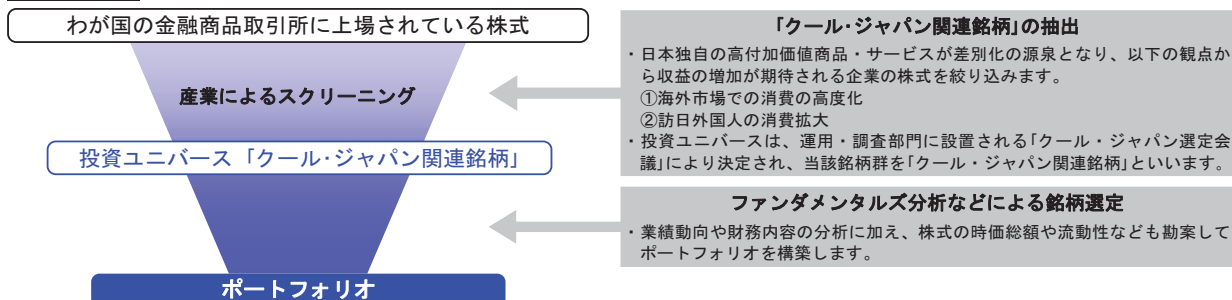 わが国の金融商品取引所に上場されている株式
産業によるスクリーニング
投資ユニバース「クール･ジャパン関連銘柄」
ポートフォリオ
｢クール･ジャパン関連銘柄｣の抽出
・日本独自の高付加価値商品・サービスが差別化の源泉となり、以下の観点か
ら収益の増加が期待される企業の株式を絞り込みます。
①海外市場での消費の高度化
②訪日外国人の消費拡大
・投資ユニバースは、運用・調査部門に設置される｢クール・ジャパン選定会
議｣により決定され、当該銘柄群を｢クール・ジャパン関連銘柄｣といいます。
ファンダメンタルズ分析などによる銘柄選定
・業績動向や財務内容の分析に加え、株式の時価総額や流動性なども勘案して
ポートフォリオを構築します。